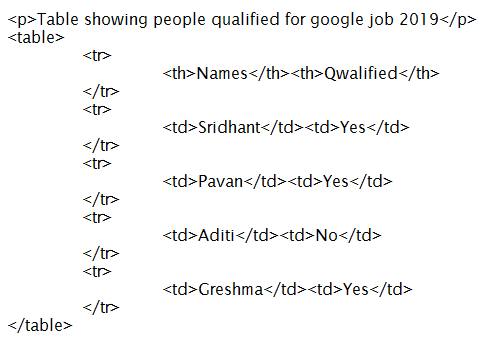 <p>Table showing people qualified for google job 2019</p>
<table>
<tr>
<th>Names</th><th>Qwalified</th>
</tr>
<tr>
<td>Sridhant</td><td>Yes</td>
</tr>
<tr>
<td>Pavan</td><td>Yes</td>
</tr>
<tr>
<td>Aditi</td><td>No</td>
</tr>
<tr>
<td>Greshma</td><td>Yes</td>
</tr>
</table>